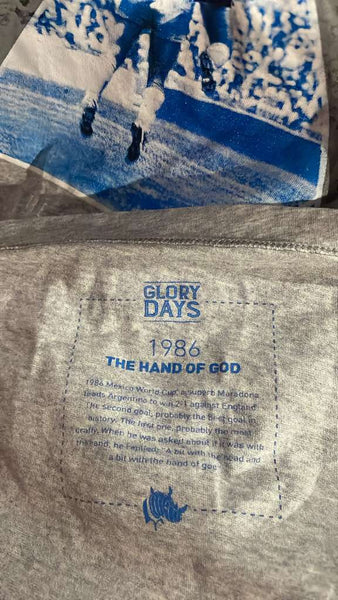 GLORY
DAYS
1986
THE HAND OF GOD
1986 Mexico World Cup, a superb Maradona
leads Argentina to win 2-1 against England.
The second goal, probably the best goal in
history. The first one, probably the most
crafty. When he was asked about if it was with
the hand, he replied: "A bit with the head and
a bit with the hand of god